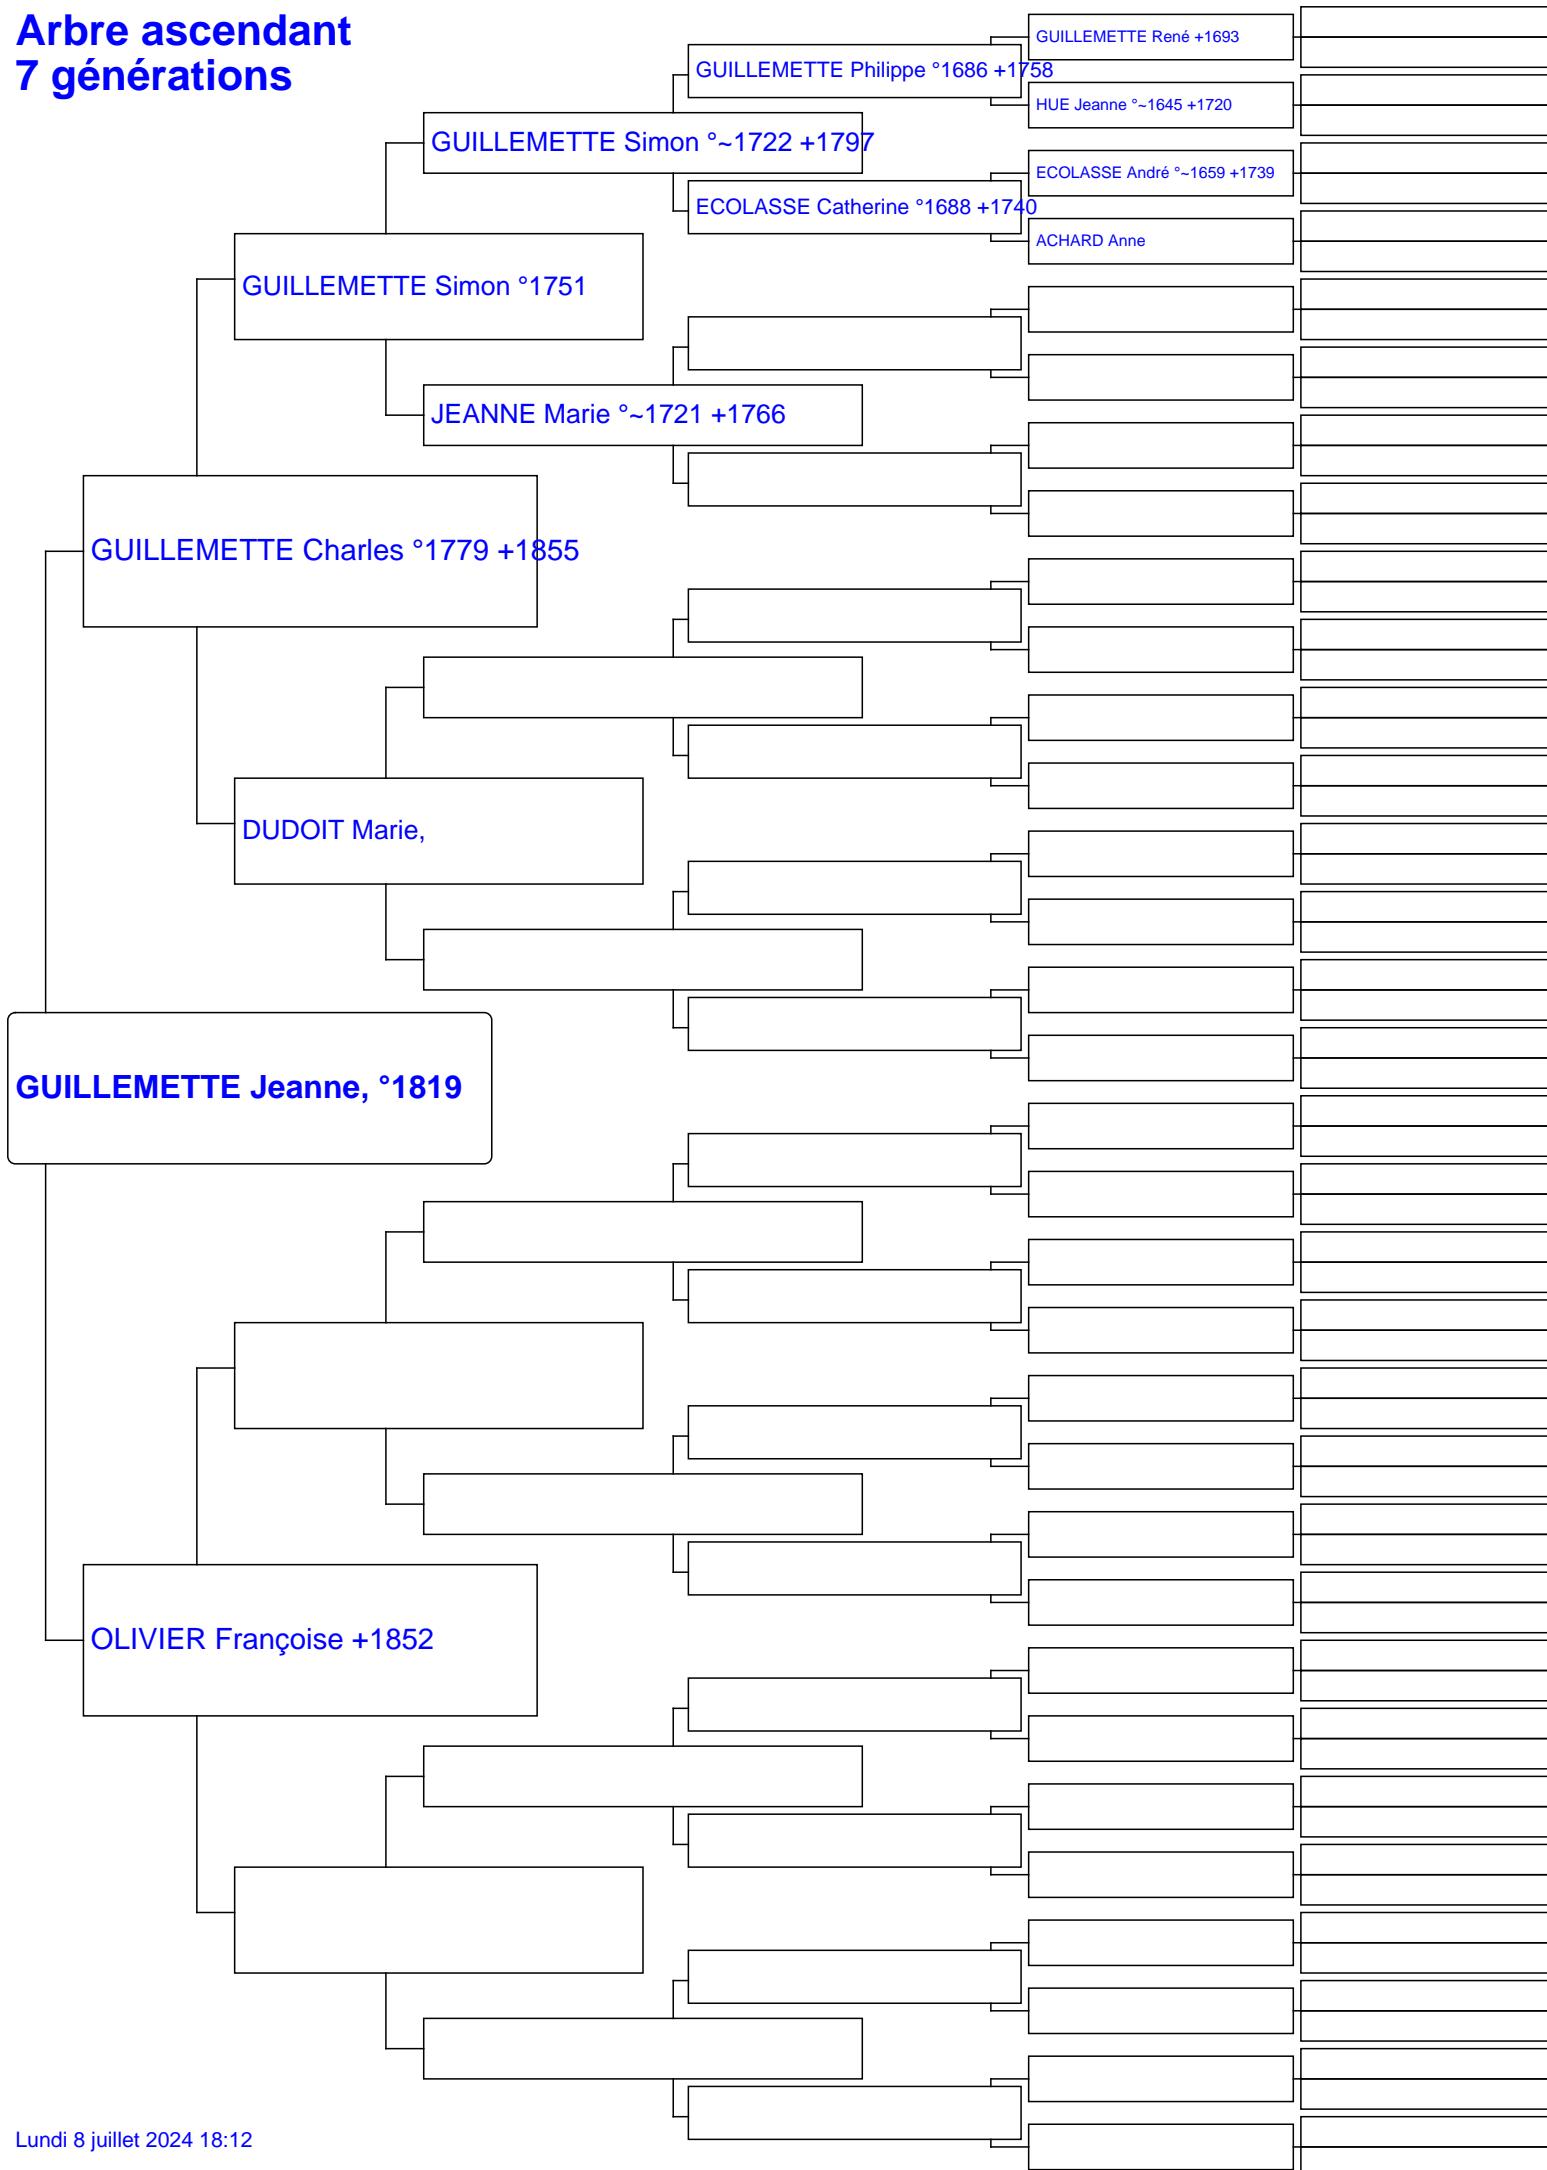 Arbre ascendant
7 générations
GUILLEMETTE René +1693
GUILLEMETTE Philippe °1686 +1758
HUE Jeanne °~1645 +1720
GUILLEMETTE Simon °~1722 +1797
ECOLASSE André °~1659 +1739
ECOLASSE Catherine °1688 +1740
ACHARD Anne
GUILLEMETTE Simon °1751
JEANNE Marie °~1721 +1766
GUILLEMETTE Charles °1779 +1855
DUDOIT Marie,
GUILLEMETTE Jeanne, °1819
OLIVIER Françoise +1852
Lundi 8 juillet 2024 18:12